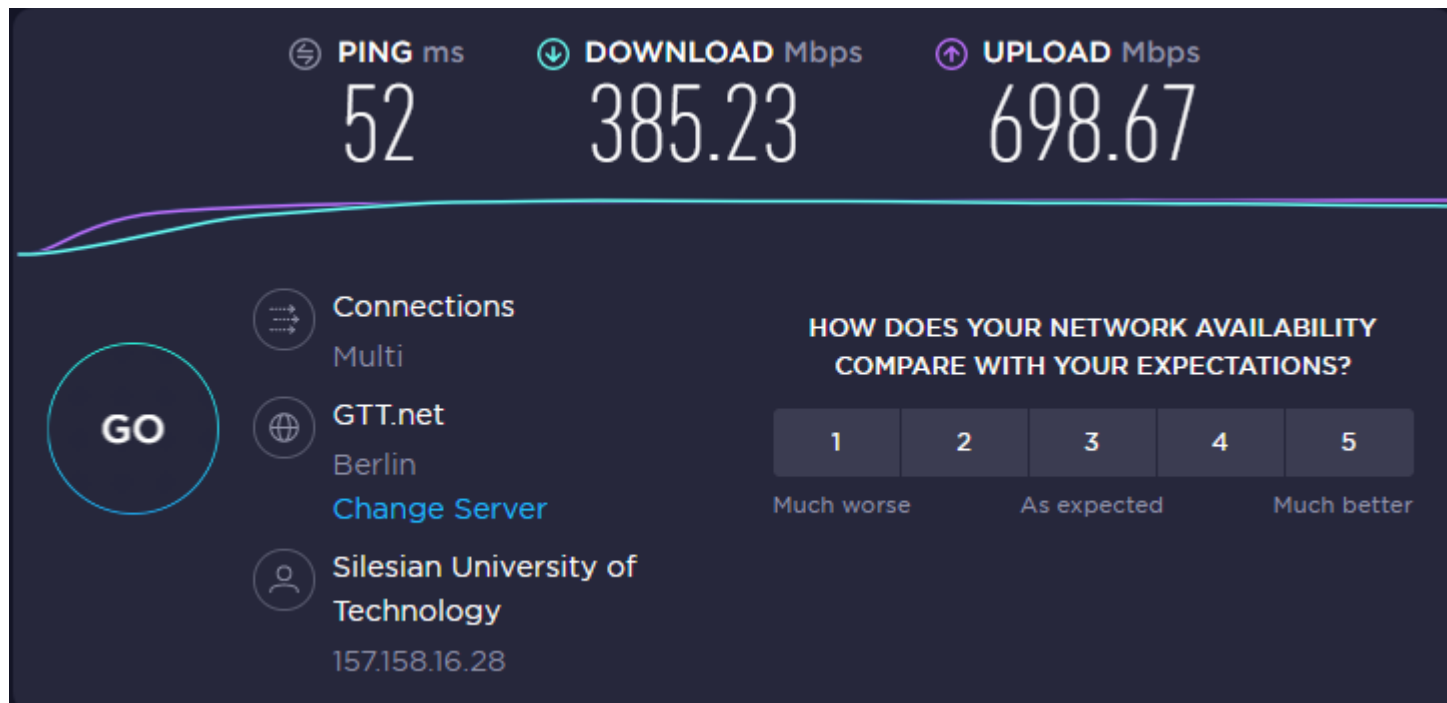 PING ms
52
DOWNLOAD Mbps
385.23
UPLOAD Mbps
698.67
GO
Connections
Multi
GTT.net
Berlin
Change Server
Silesian University of
Technology
157.158.16.28
HOW DOES YOUR NETWORK AVAILABILITY
COMPARE WITH YOUR EXPECTATIONS?
1 2 3 4 5
Much worse As expected Much better